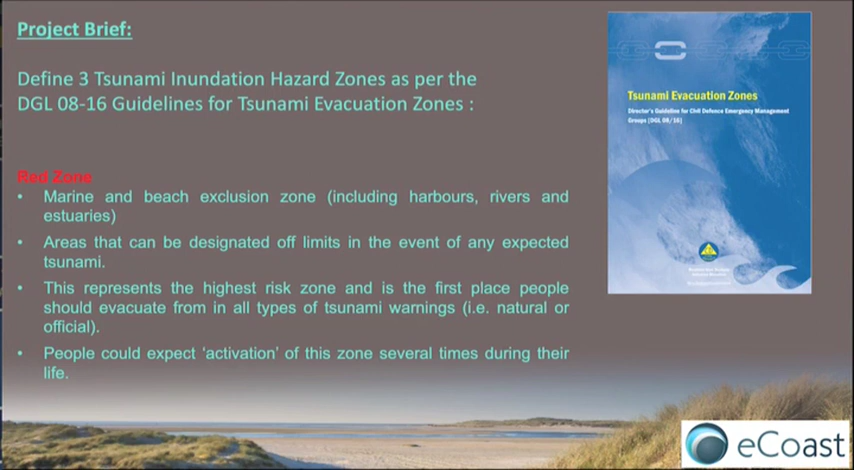 Project Brief:
Define 3 Tsunami Inundation Hazard Zones as per the
DGL 08-16 Guidelines for Tsunami Evacuation Zones :
Red Zone
• Marine and beach exclusion zone (including harbours, rivers and
estuaries)
• Areas that can be designated off limits in the event of any expected
tsunami.
• This represents the highest risk zone and is the first place people
should evacuate from in all types of tsunami warnings (i.e. natural or
official).
• People could expect ‘activation’ of this zone several times during their
life.
Tsunami Evacuation Zones
Director's Guideline for Civil Defence Emergency Management
Groups [DGL 08/16]
eCoast